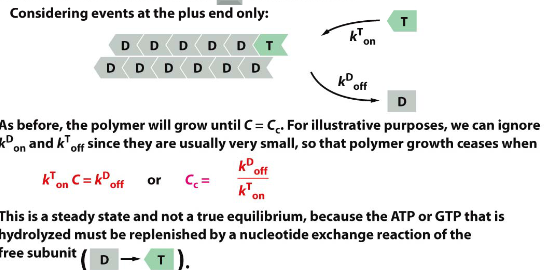 Considering events at the plus end only:
T
k^T_on
D D D D D T
D D D D D D
k^D_off
D
As before, the polymer will grow until C = C_c. For illustrative purposes, we can ignore
k^D_on and k^T_off since they are usually very small, so that polymer growth ceases when
k^T_on C = k^D_off or C_c = k^D_off / k^T_on
This is a steady state and not a true equilibrium, because the ATP or GTP that is
hydrolyzed must be replenished by a nucleotide exchange reaction of the
free subunit ( D → T ).